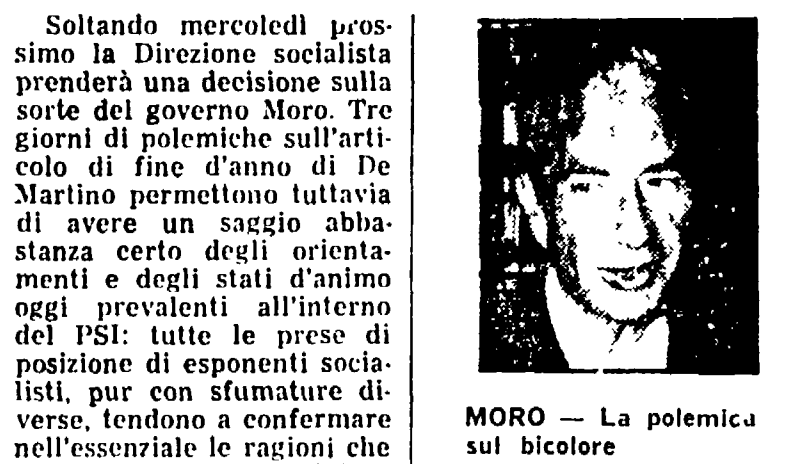 Soltando mercoledì pros-
simo la Direzione socialista
prenderà una decisione sulla
sorte del governo Moro. Tre
giorni di polemiche sull'arti-
colo di fine d'anno di De
Martino permettono tuttavia
di avere un saggio abba-
stanza certo degli orienta-
menti e degli stati d'animo
oggi prevalenti all'interno
del PSI: tutte le prese di
posizione di esponenti socia-
listi, pur con sfumature di-
verse, tendono a confermare
nell'essenziale le ragioni che
MORO — La polemica
sul bicolore